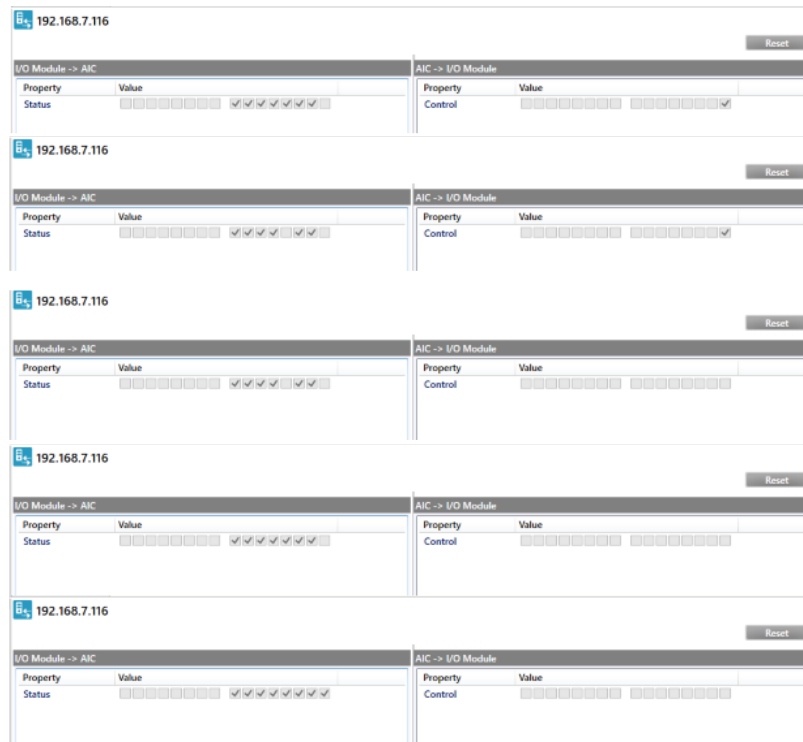 192.168.7.116
Reset
I/O Module -> AIC AIC -> I/O Module
Property Value Property Value
Status Control
192.168.7.116
Reset
I/O Module -> AIC AIC -> I/O Module
Property Value Property Value
Status Control
192.168.7.116
Reset
I/O Module -> AIC AIC -> I/O Module
Property Value Property Value
Status Control
192.168.7.116
Reset
I/O Module -> AIC AIC -> I/O Module
Property Value Property Value
Status Control
192.168.7.116
Reset
I/O Module -> AIC AIC -> I/O Module
Property Value Property Value
Status Control